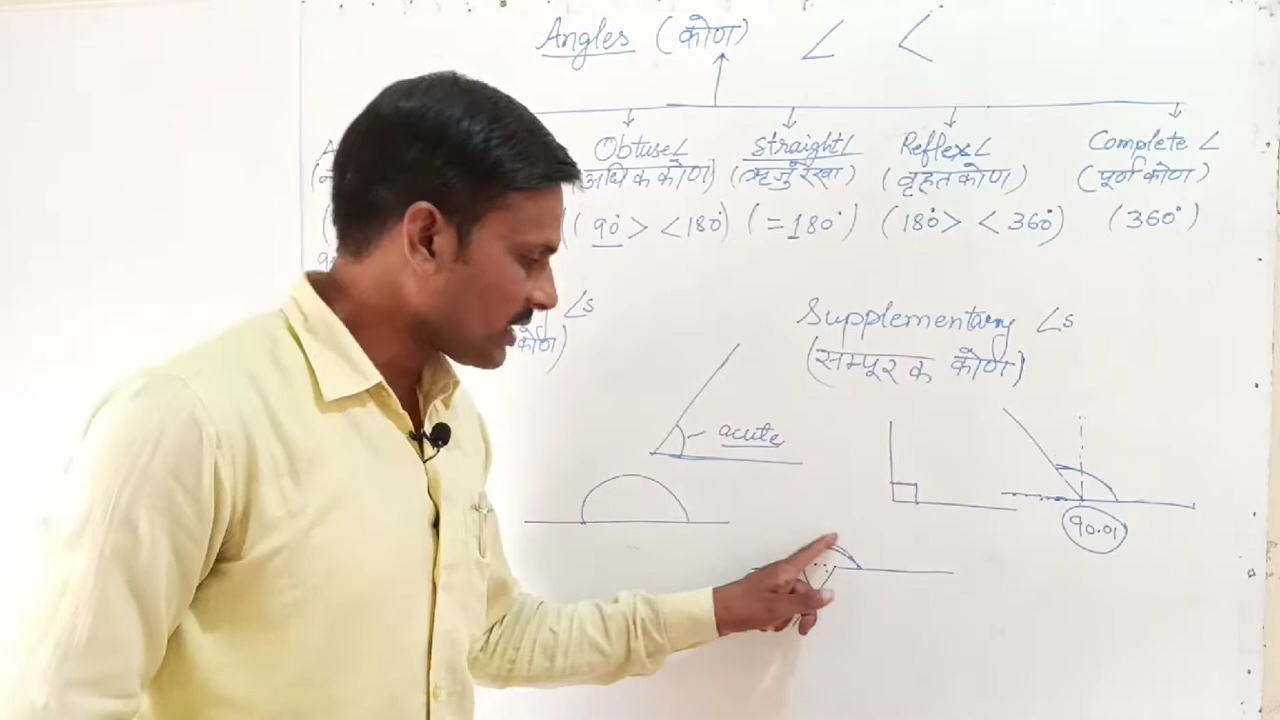 Angles (कोण) ∠ <
Obtuse∠ Straight∠ Reflex∠ Complete ∠
(अधिक कोण) (ऋजु रेखा) (वृहत कोण) (पूर्ण कोण)
(90° > <180°) (=180°) (180° > <360°) (360°)
∠s Supplementary ∠s
कोण) (सम्पूरक कोण)
acute
90.01